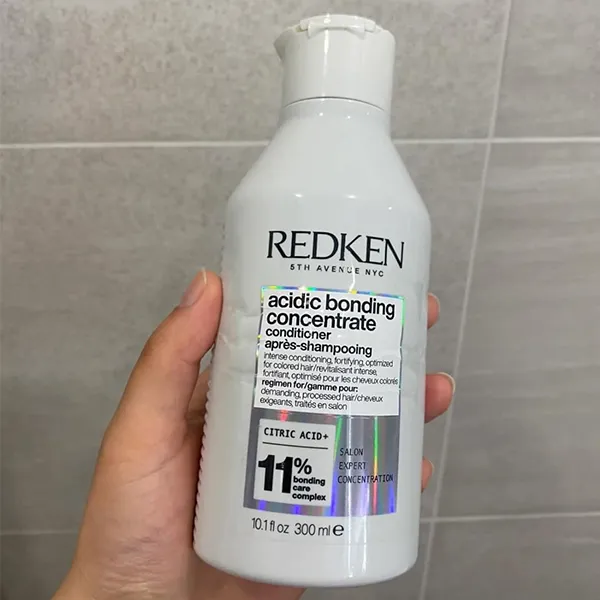 REDKEN
5TH AVENUE NYC
acidic bonding
concentrate
conditioner
après-shampooing
intense conditioning, fortifying, optimized
for colored hair/revitalisant intense,
fortifiant, optimisé pour les cheveux colorés
regimen for/gamme pour:
demanding, processed hair/cheveux
exigeants, traités en salon
CITRIC ACID+
11%
bonding
care
complex
SALON
EXPERT
CONCENTRATION
10.1 fl oz 300 ml e